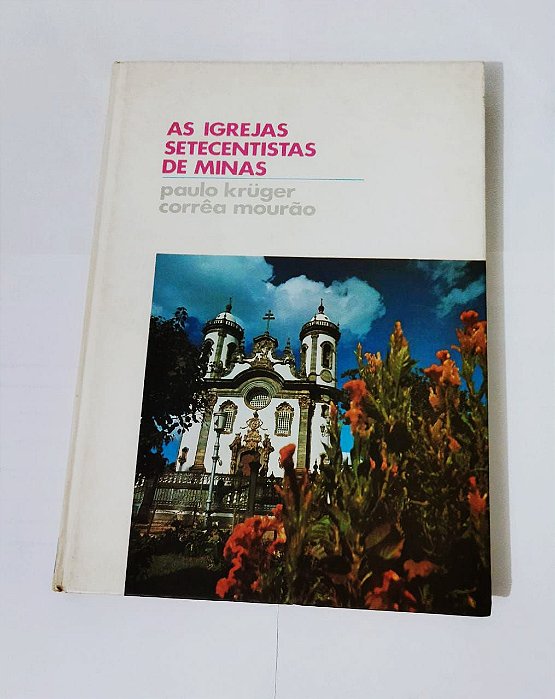 AS IGREJAS
SETECENTISTAS
DE MINAS
paulo krüger
corrêa mourão